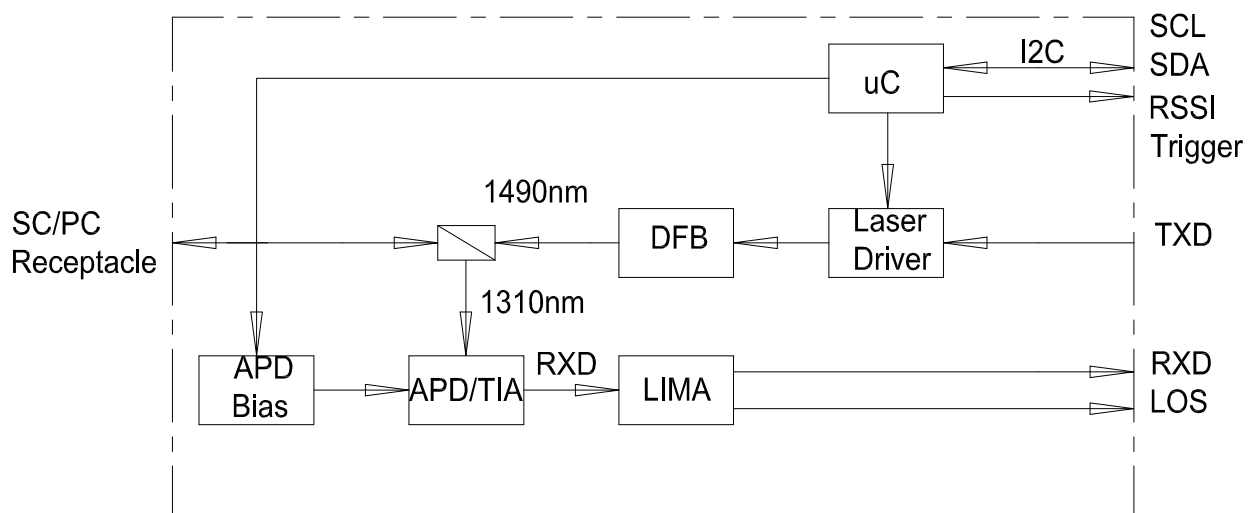 SCL
I2C
SDA
uC
RSSI
Trigger
1490nm
SC/PC
Receptacle
DFB
Laser
Driver
TXD
1310nm
APD
Bias
APD/TIA
RXD
LIMA
RXD
LOS